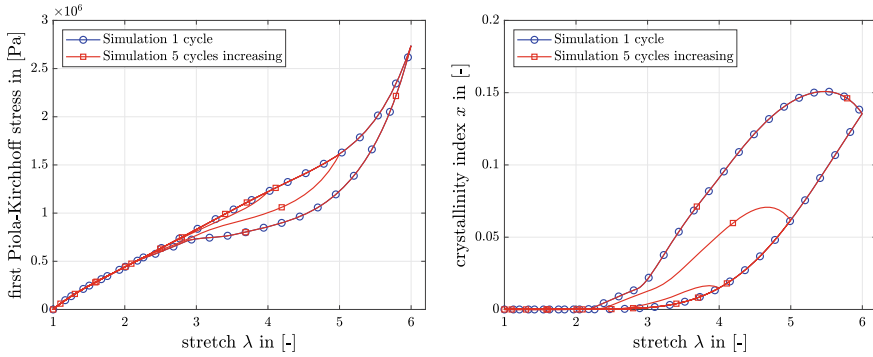 3 ×10⁶
2.5
2
1.5
1
0.5
0
1 2 3 4 5 6
first Piola-Kirchhoff stress in [Pa]
stretch λ in [-]
Simulation 1 cycle
Simulation 5 cycles increasing
0.2
0.15
0.1
0.05
0
1 2 3 4 5 6
crystallinity index x in [-]
stretch λ in [-]
Simulation 1 cycle
Simulation 5 cycles increasing